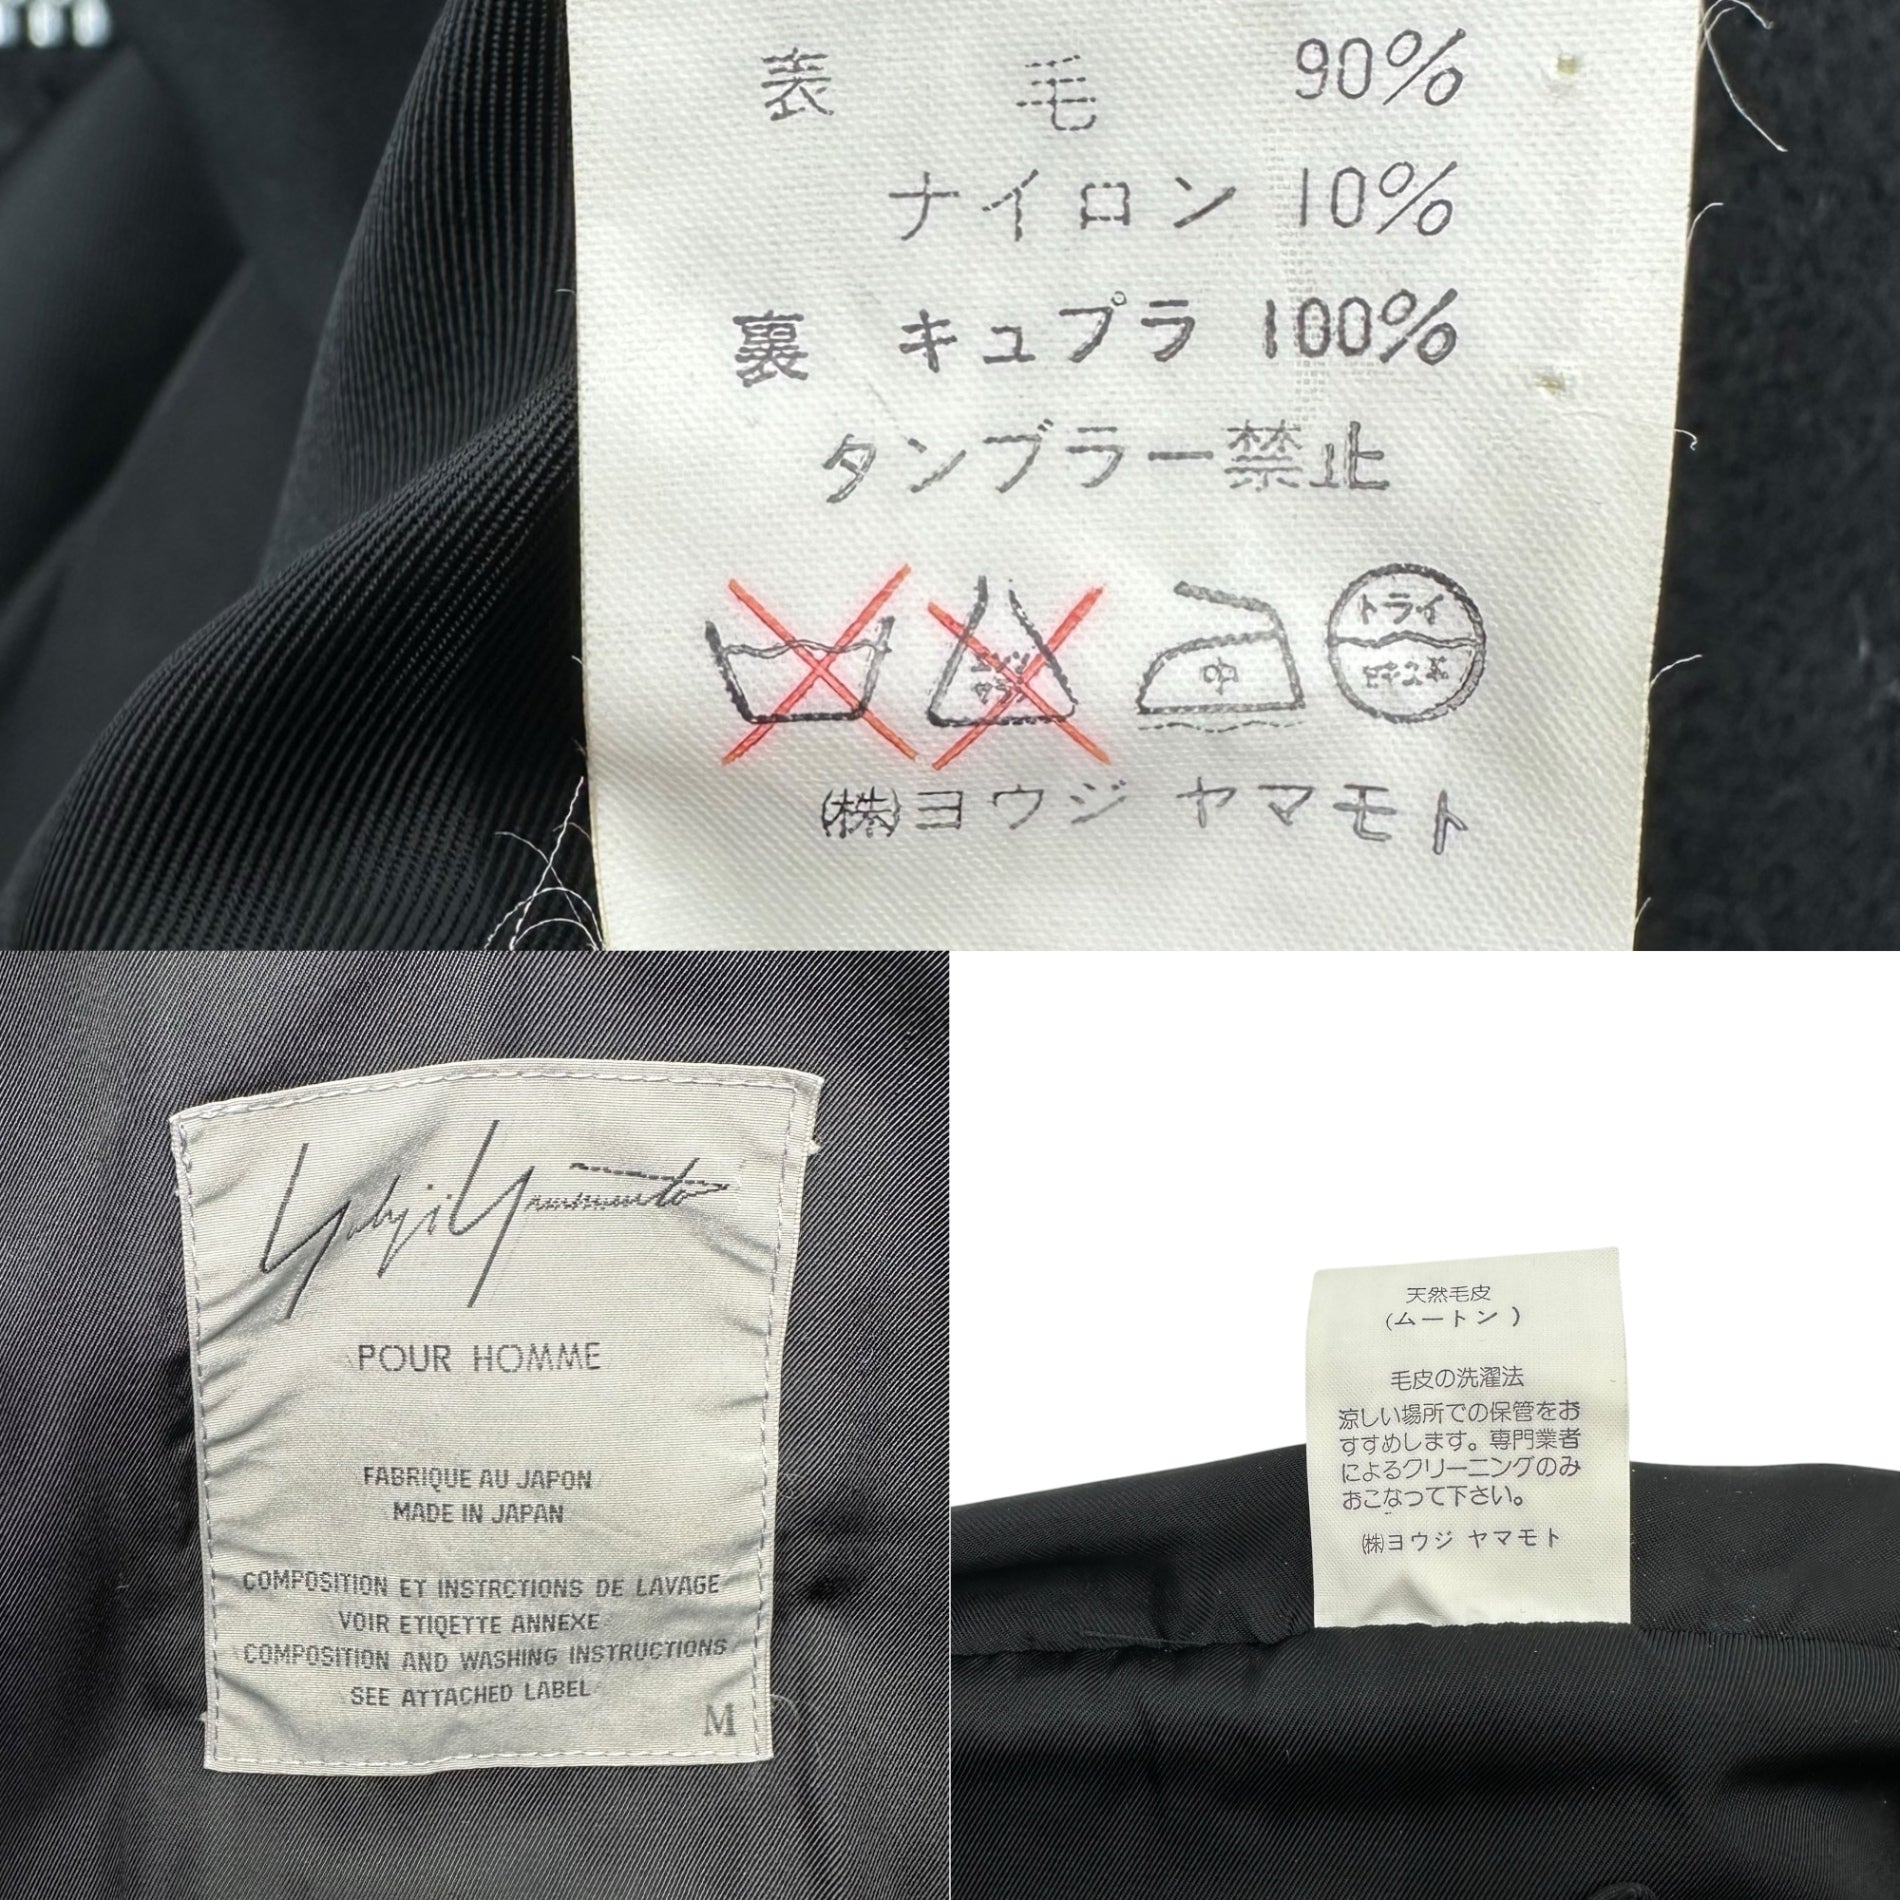 表 毛 90%
ナイロン 10%
裏 キュプラ 100%
タンブラー禁止
中
ドライ
(株)ヨウジ ヤマモト
Yohji Yamamoto
POUR HOMME
FABRIQUE AU JAPON
MADE IN JAPAN
COMPOSITION ET INSTRCTIONS DE LAVAGE
VOIR ETIQETTE ANNEXE
COMPOSITION AND WASHING INSTRUCTIONS
SEE ATTACHED LABEL
M
天然毛皮
(ムートン)
毛皮の洗濯法
涼しい場所での保管をお
すすめします。専門業者
によるクリーニングのみ
おこなって下さい。
(株)ヨウジ ヤマモト